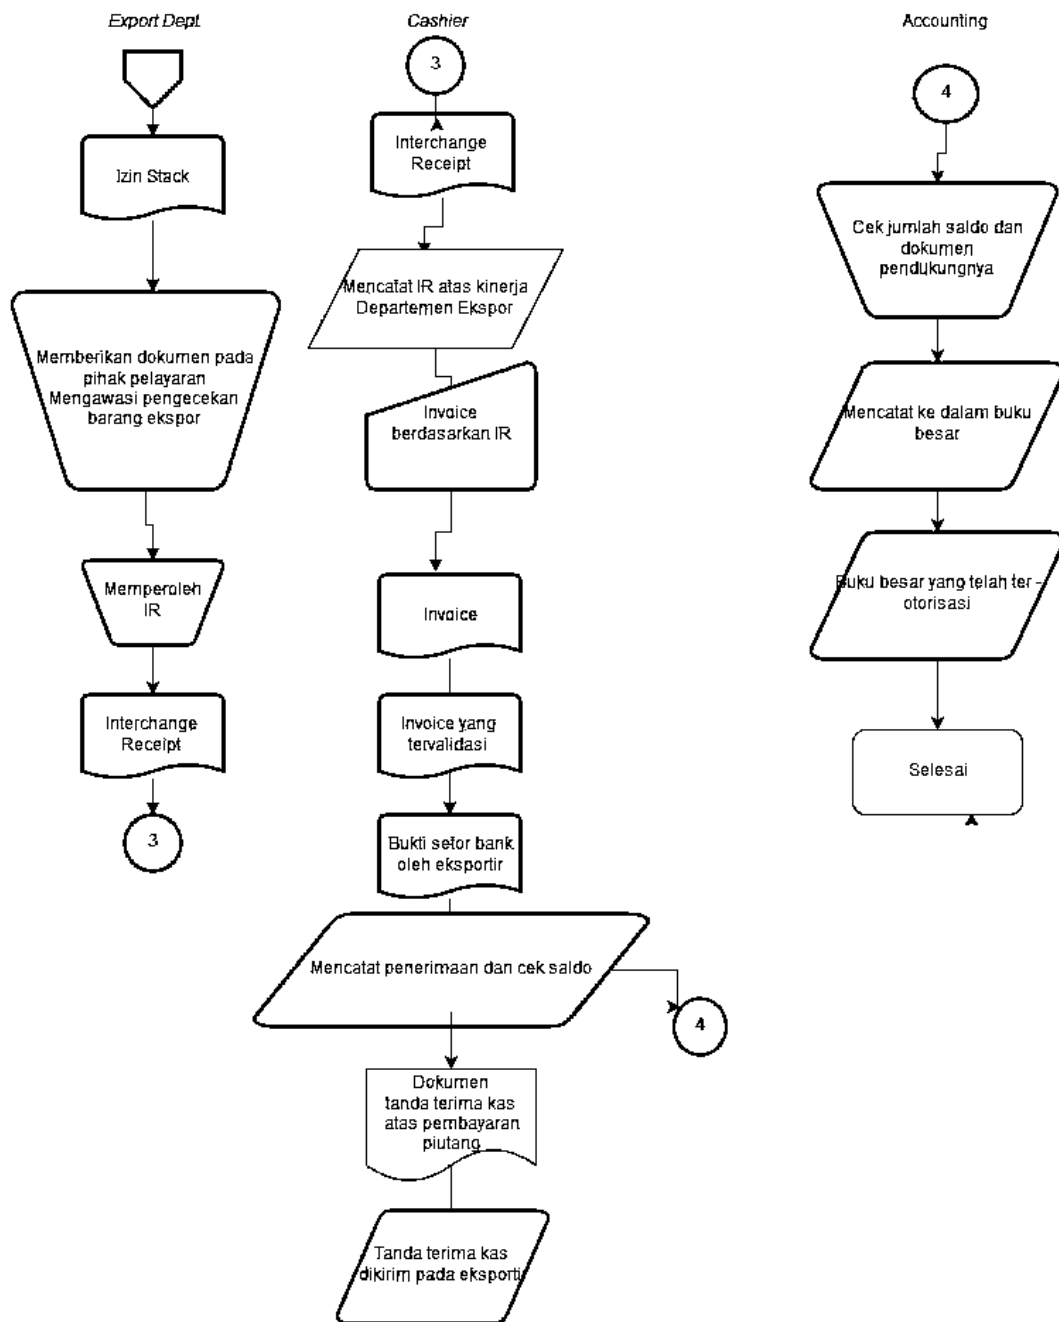 Export Dept.
Izin Stack
Memberikan dokumen pada
pihak pelayaran
Mengawasi pengecekan
barang ekspor
Memperoleh
IR
Interchange
Receipt
3
Cashier
3
Interchange
Receipt
Mencatat IR atas kinerja
Departemen Ekspor
Invoice
berdasarkan IR
Invoice
Invoice yang
tervalidasi
Bukti setor bank
oleh eksportir
Mencatat penerimaan dan cek saldo
4
Dokumen
tanda terima kas
atas pembayaran
piutang
Tanda terima kas
dikirim pada eksportir
Accounting
4
Cek jumlah saldo dan
dokumen
pendukungnya
Mencatat ke dalam buku
besar
Buku besar yang telah ter -
otorisasi
Selesai